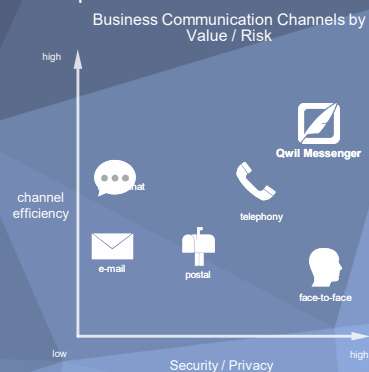 Business Communication Channels by
Value / Risk
high
Qwil Messenger
channel
efficiency
telephony
e-mail
postal
face-to-face
low
high
Security / Privacy